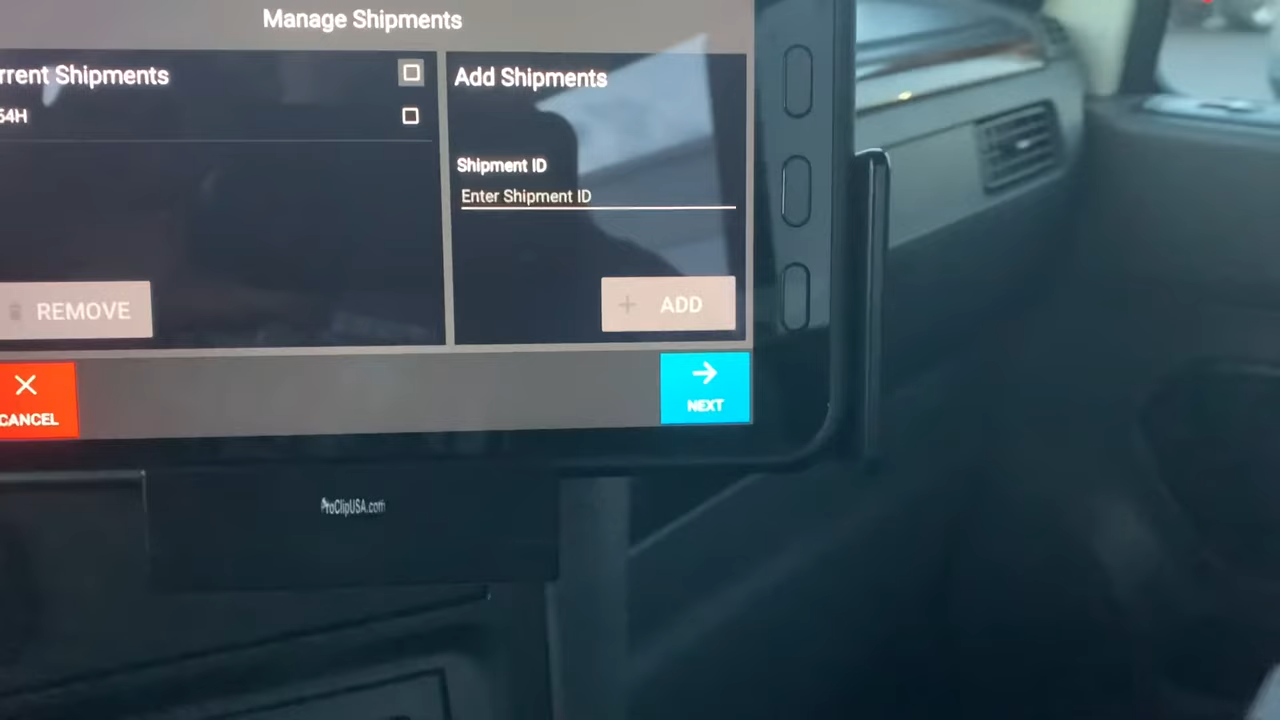 Manage Shipments
rrent Shipments
Add Shipments
54H
Shipment ID
Enter Shipment ID
REMOVE
+ ADD
CANCEL
NEXT
ProClipUSA.com